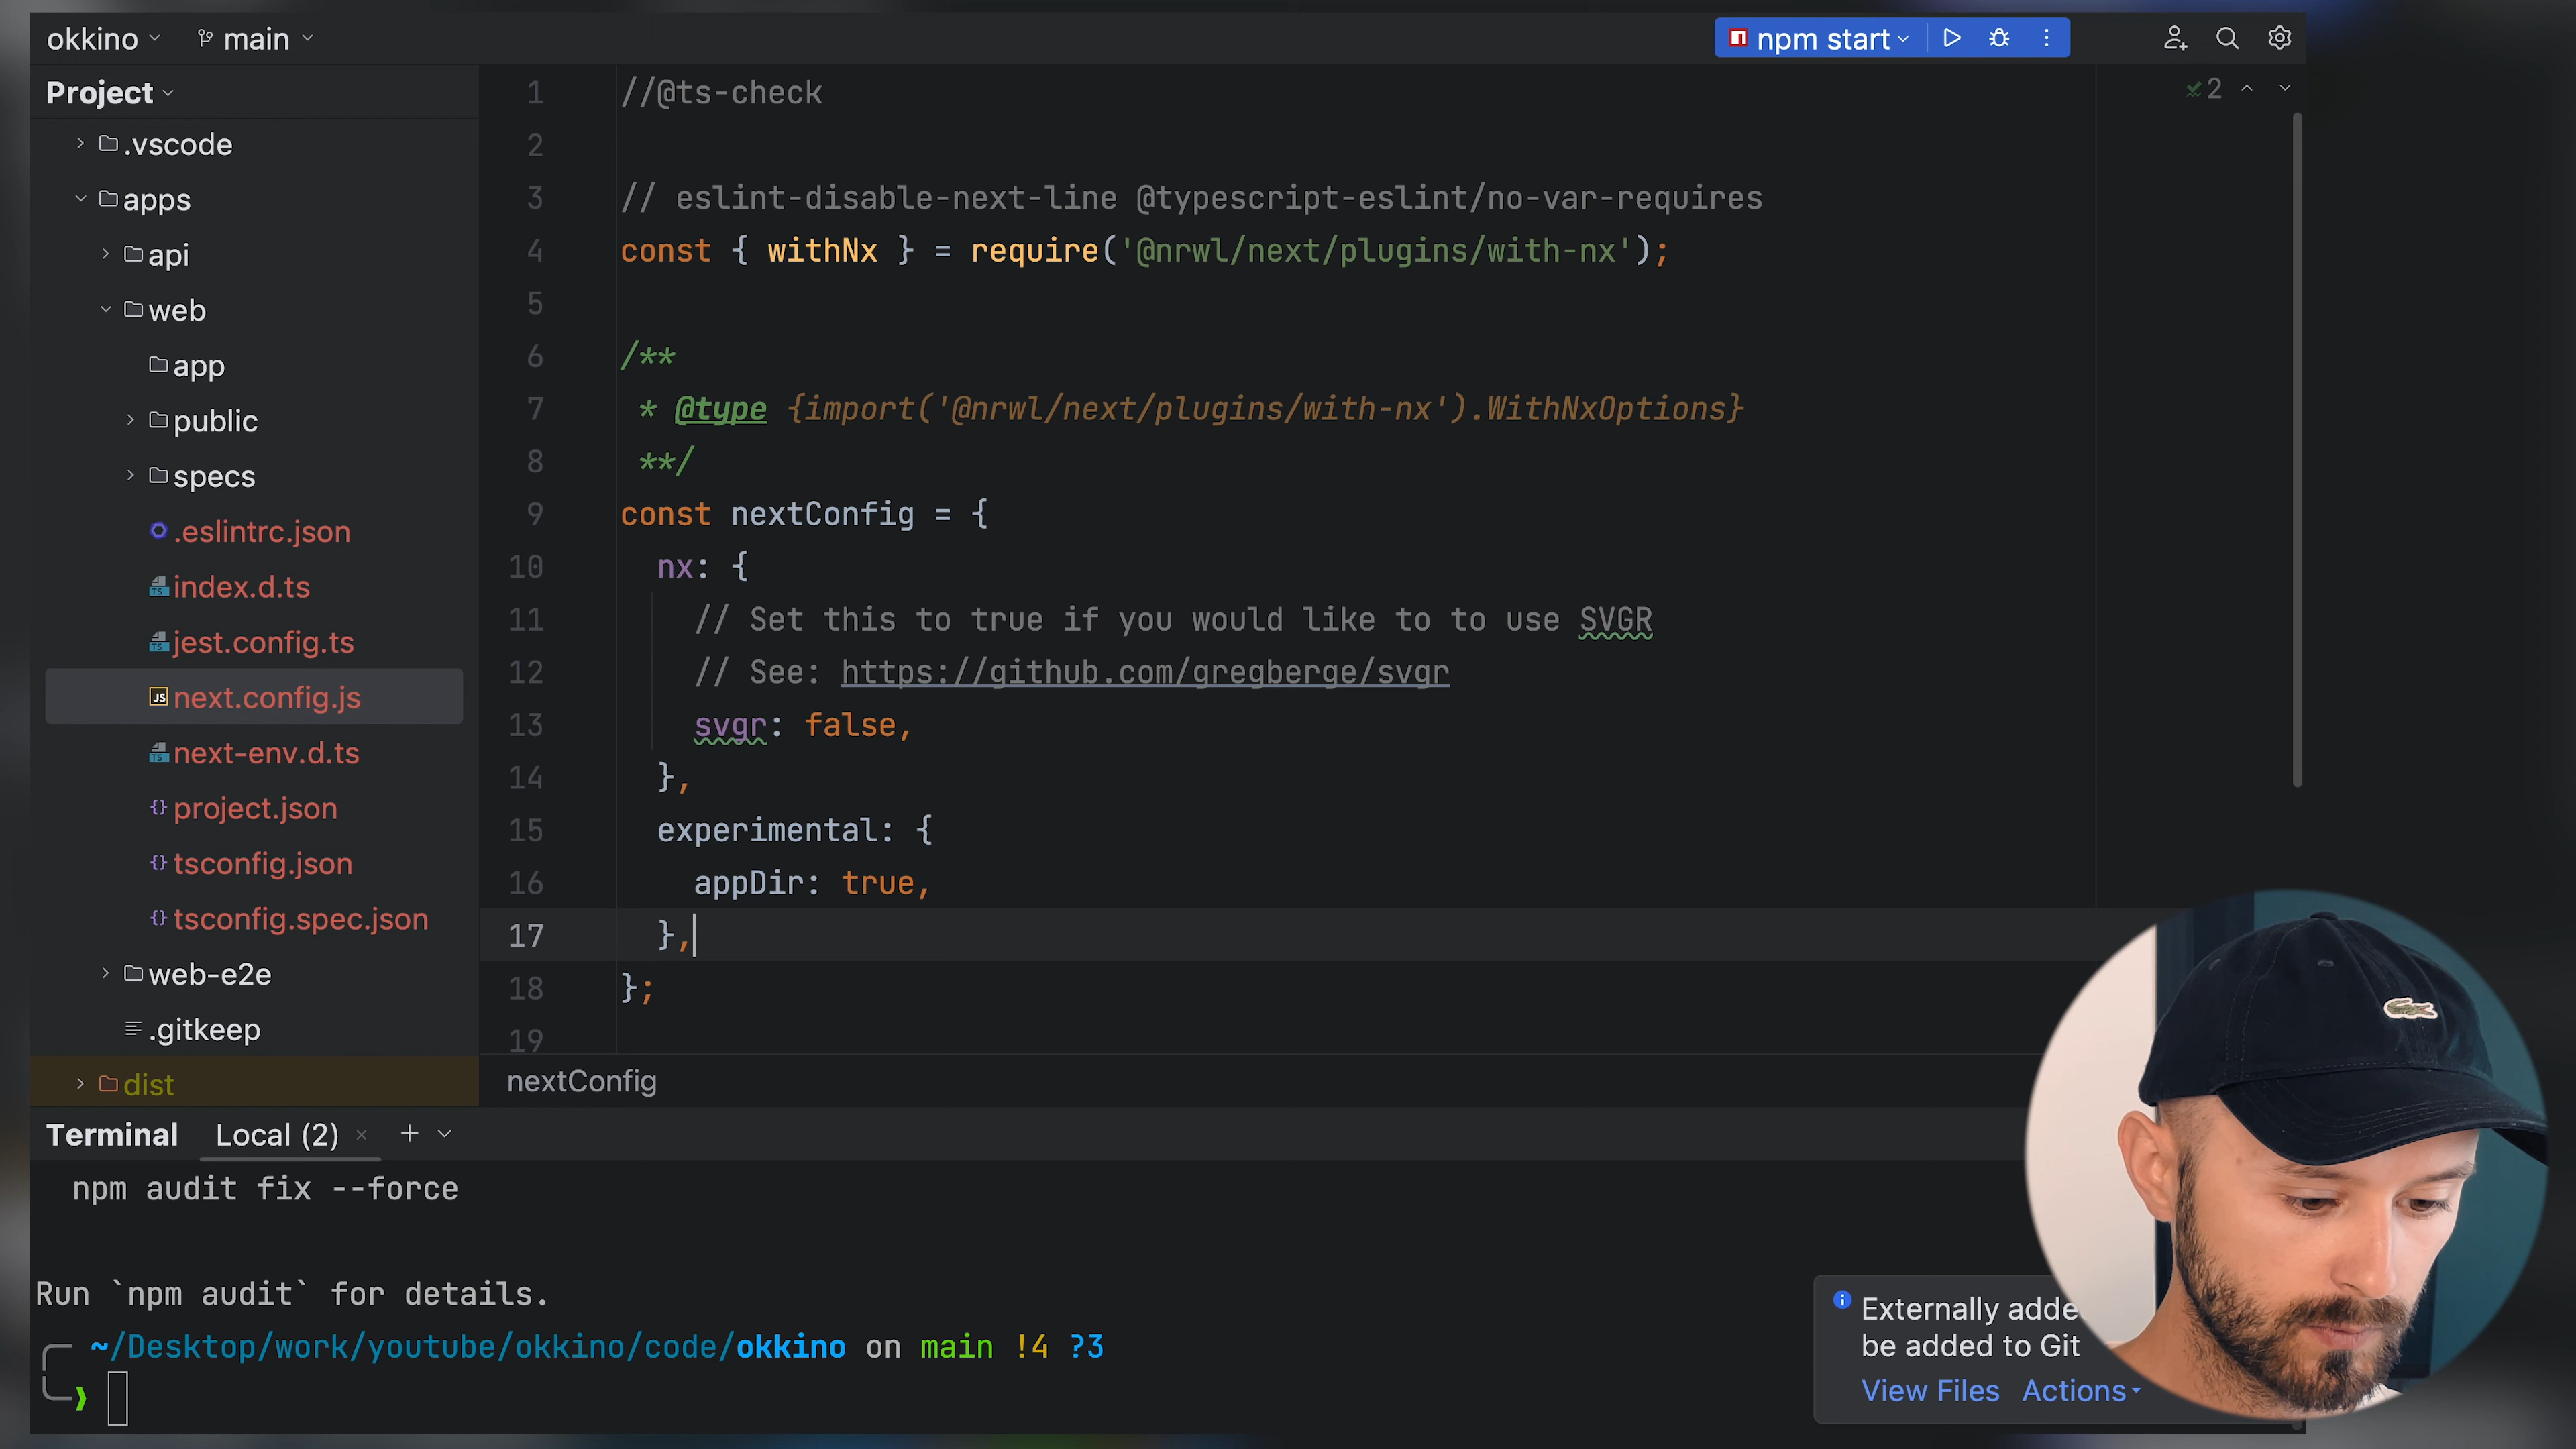 okkino
main
npm start
Project
2
.vscode
apps
api
web
app
public
specs
.eslintrc.json
index.d.ts
jest.config.ts
next.config.js
next-env.d.ts
project.json
tsconfig.json
tsconfig.spec.json
web-e2e
.gitkeep
dist
1 //@ts-check
2
3 // eslint-disable-next-line @typescript-eslint/no-var-requires
4 const { withNx } = require('@nrwl/next/plugins/with-nx');
5
6 /**
7 * @type {import('@nrwl/next/plugins/with-nx').WithNxOptions}
8 **/
9 const nextConfig = {
10 nx: {
11 // Set this to true if you would like to to use SVGR
12 // See: https://github.com/gregberge/svgr
13 svgr: false,
14 },
15 experimental: {
16 appDir: true,
17 },
18 };
19
nextConfig
Terminal Local (2)
npm audit fix --force
Run `npm audit` for details.
~/Desktop/work/youtube/okkino/code/okkino on main !4 ?3
Externally adde
be added to Git
View Files Actions